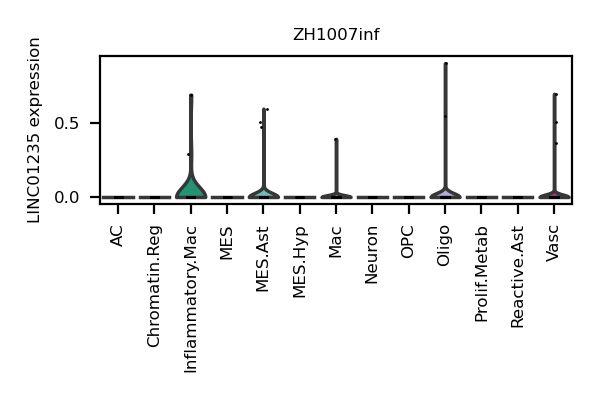 ZH1007inf
LINC01235 expression
0.5
0.0
AC
Chromatin.Reg
Inflammatory.Mac
MES
MES.Ast
MES.Hyp
Mac
Neuron
OPC
Oligo
Prolif.Metab
Reactive.Ast
Vasc